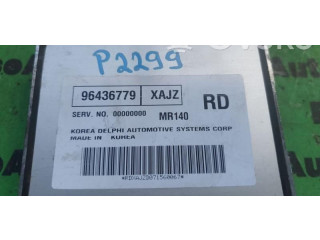 P2299
96436779 XAJZ RD
SERV. NO. 00000000 MR140
KOREA DELPHI AUTOMOTIVE SYSTEMS CORP
MADE IN KOREA